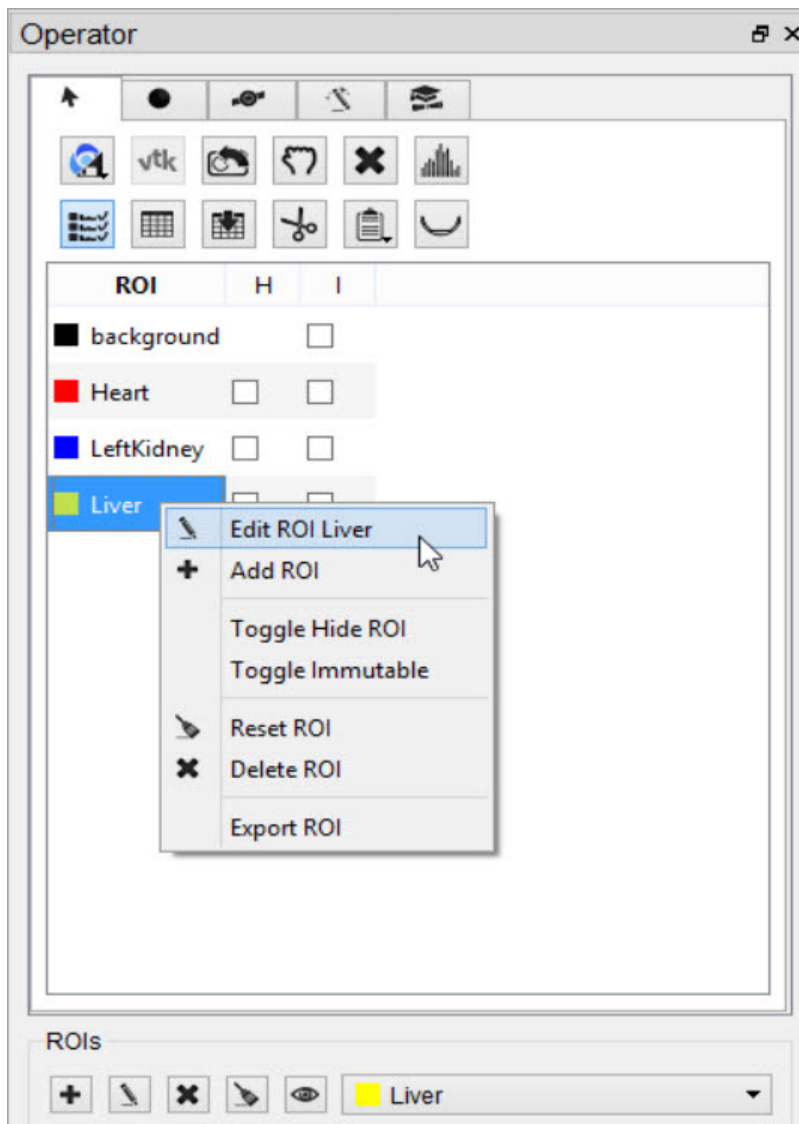 Operator
√tk
ROI H I
background
Heart
LeftKidney
Liver
Edit ROI Liver
Add ROI
Toggle Hide ROI
Toggle Immutable
Reset ROI
Delete ROI
Export ROI
ROIs
Liver